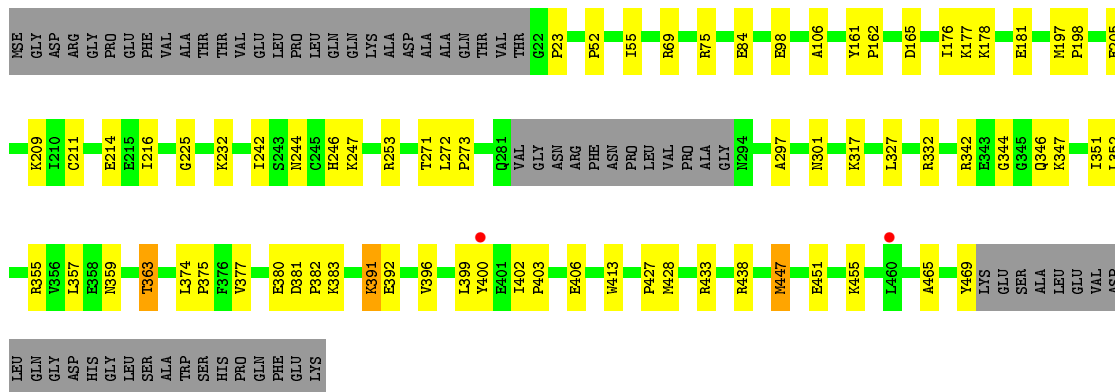 MSE GLY ASP ARG GLY PRO GLU PHE VAL ALA THR THR VAL GLU LEU PRO LEU GLN GLN LYS ALA ASP ALA ALA GLN THR VAL THR G22 P23 P52 I55 R69 R75 E84 E98 A106 Y161 P162 D165 I176 K177 K178 E181 M197 P198
K209 I210 C211 E214 E215 I216 G225 K232 I242 S243 N244 C245 H246 K247 R253 T271 L272 P273 Q281 VAL GLY ASN ARG PHE ASN PRO LEU VAL PRO ALA GLY N294 A297 N301 K317 L327 R332 R342 E343 G344 G345 Q346 K347 I351
R355 V356 L357 E358 N359 T363 L374 P375 F376 V377 E380 D381 P382 K383 K391 E392 V396 L399 Y400 E401 I402 P403 E406 W413 P427 M428 R433 R438 M447 E451 K455 L460 A465 Y469 LYS GLU SER ALA LEU GLU VAL ASP
LEU GLN GLY ASP HIS GLY LEU SER ALA TRP SER HIS PRO GLN PHE GLU LYS